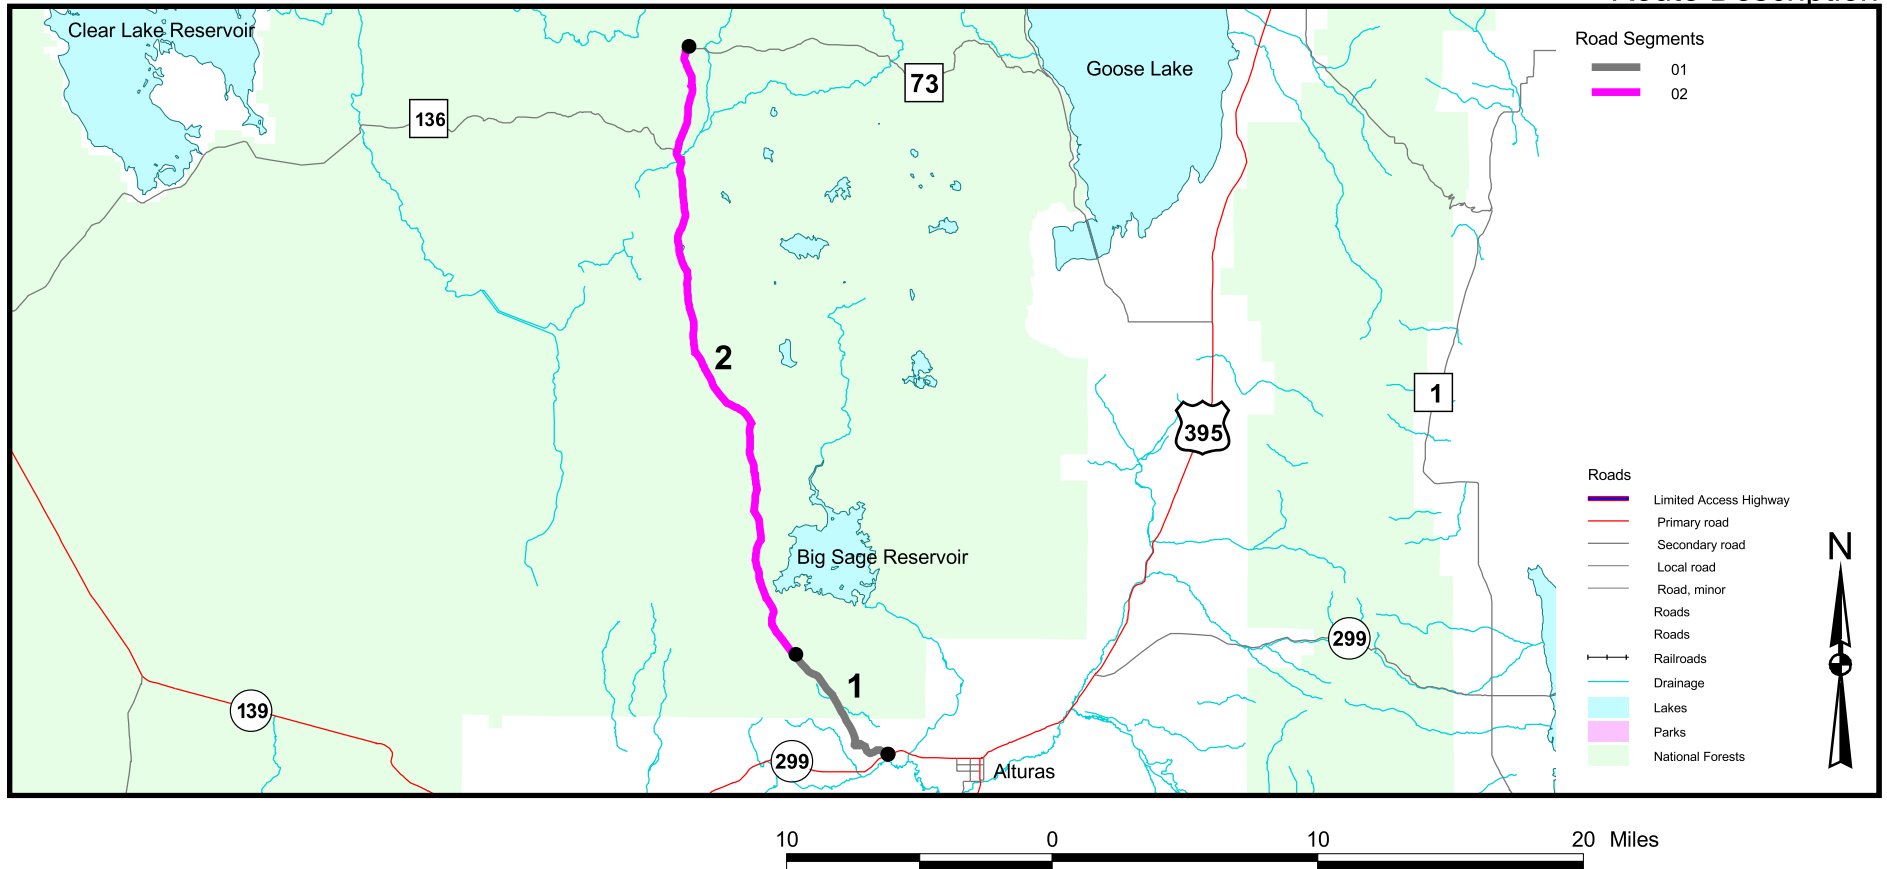 Route Description
Clear Lake Reservoir
Goose Lake
Road Segments
01
73
02
136
2
1
395
Roads
Limited Access Highway
Primary road
Secondary road
N
Big Sage Reservoir
Local road
Road, minor
Roads
Roads
299
Railroads
1
Drainage
139
Lakes
Parks
299
Alturas
National Forests
10 0 10 20 Miles